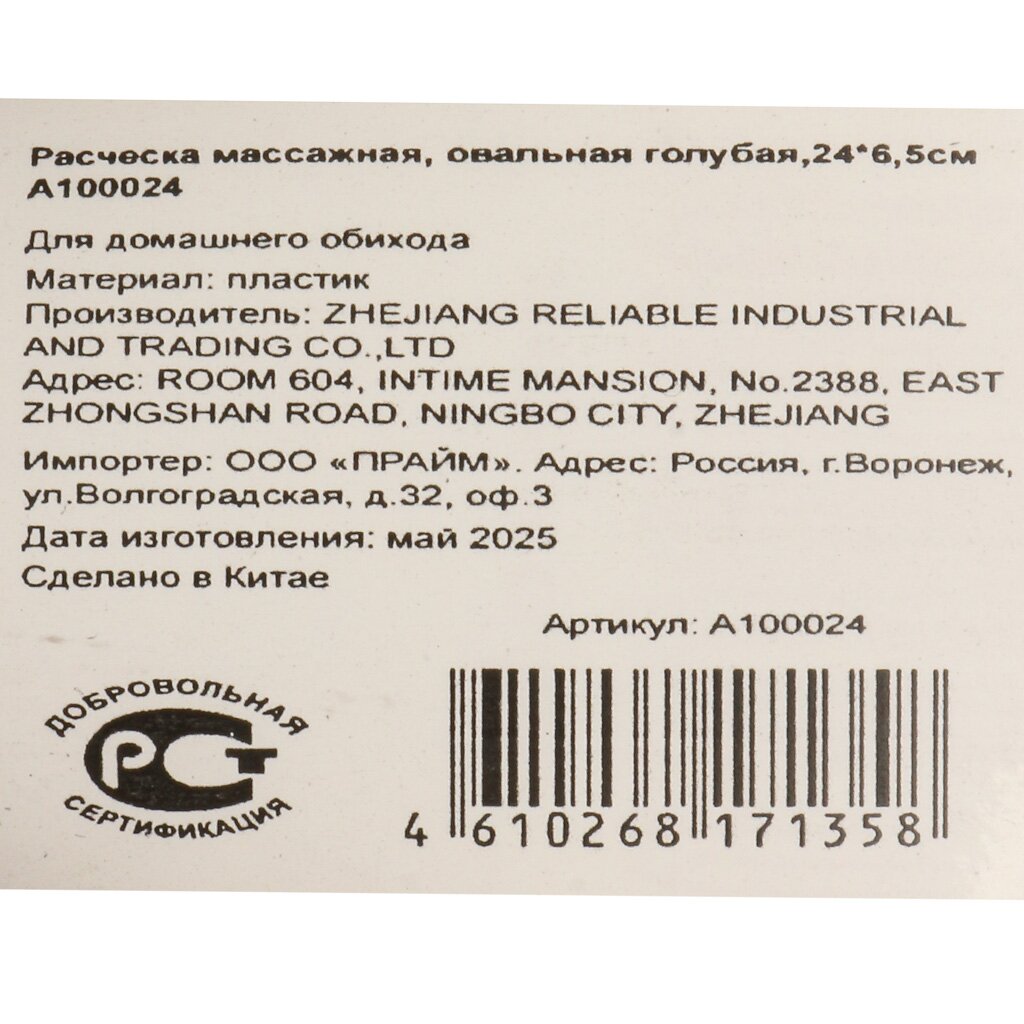 Расческа массажная, овальная голубая,24*6,5см
А100024
Для домашнего обихода
Материал: пластик
Производитель: ZHEJIANG RELIABLE INDUSTRIAL
AND TRADING CO.,LTD
Адрес: ROOM 604, INTIME MANSION, No.2388, EAST
ZHONGSHAN ROAD, NINGBO CITY, ZHEJIANG
Импортер: ООО «ПРАЙМ». Адрес: Россия, г.Воронеж,
ул.Волгоградская, д.32, оф.3
Дата изготовления: май 2025
Сделано в Китае
Артикул: А100024
ДОБРОВОЛЬНАЯ
РСТ
СЕРТИФИКАЦИЯ
4 610268 171358